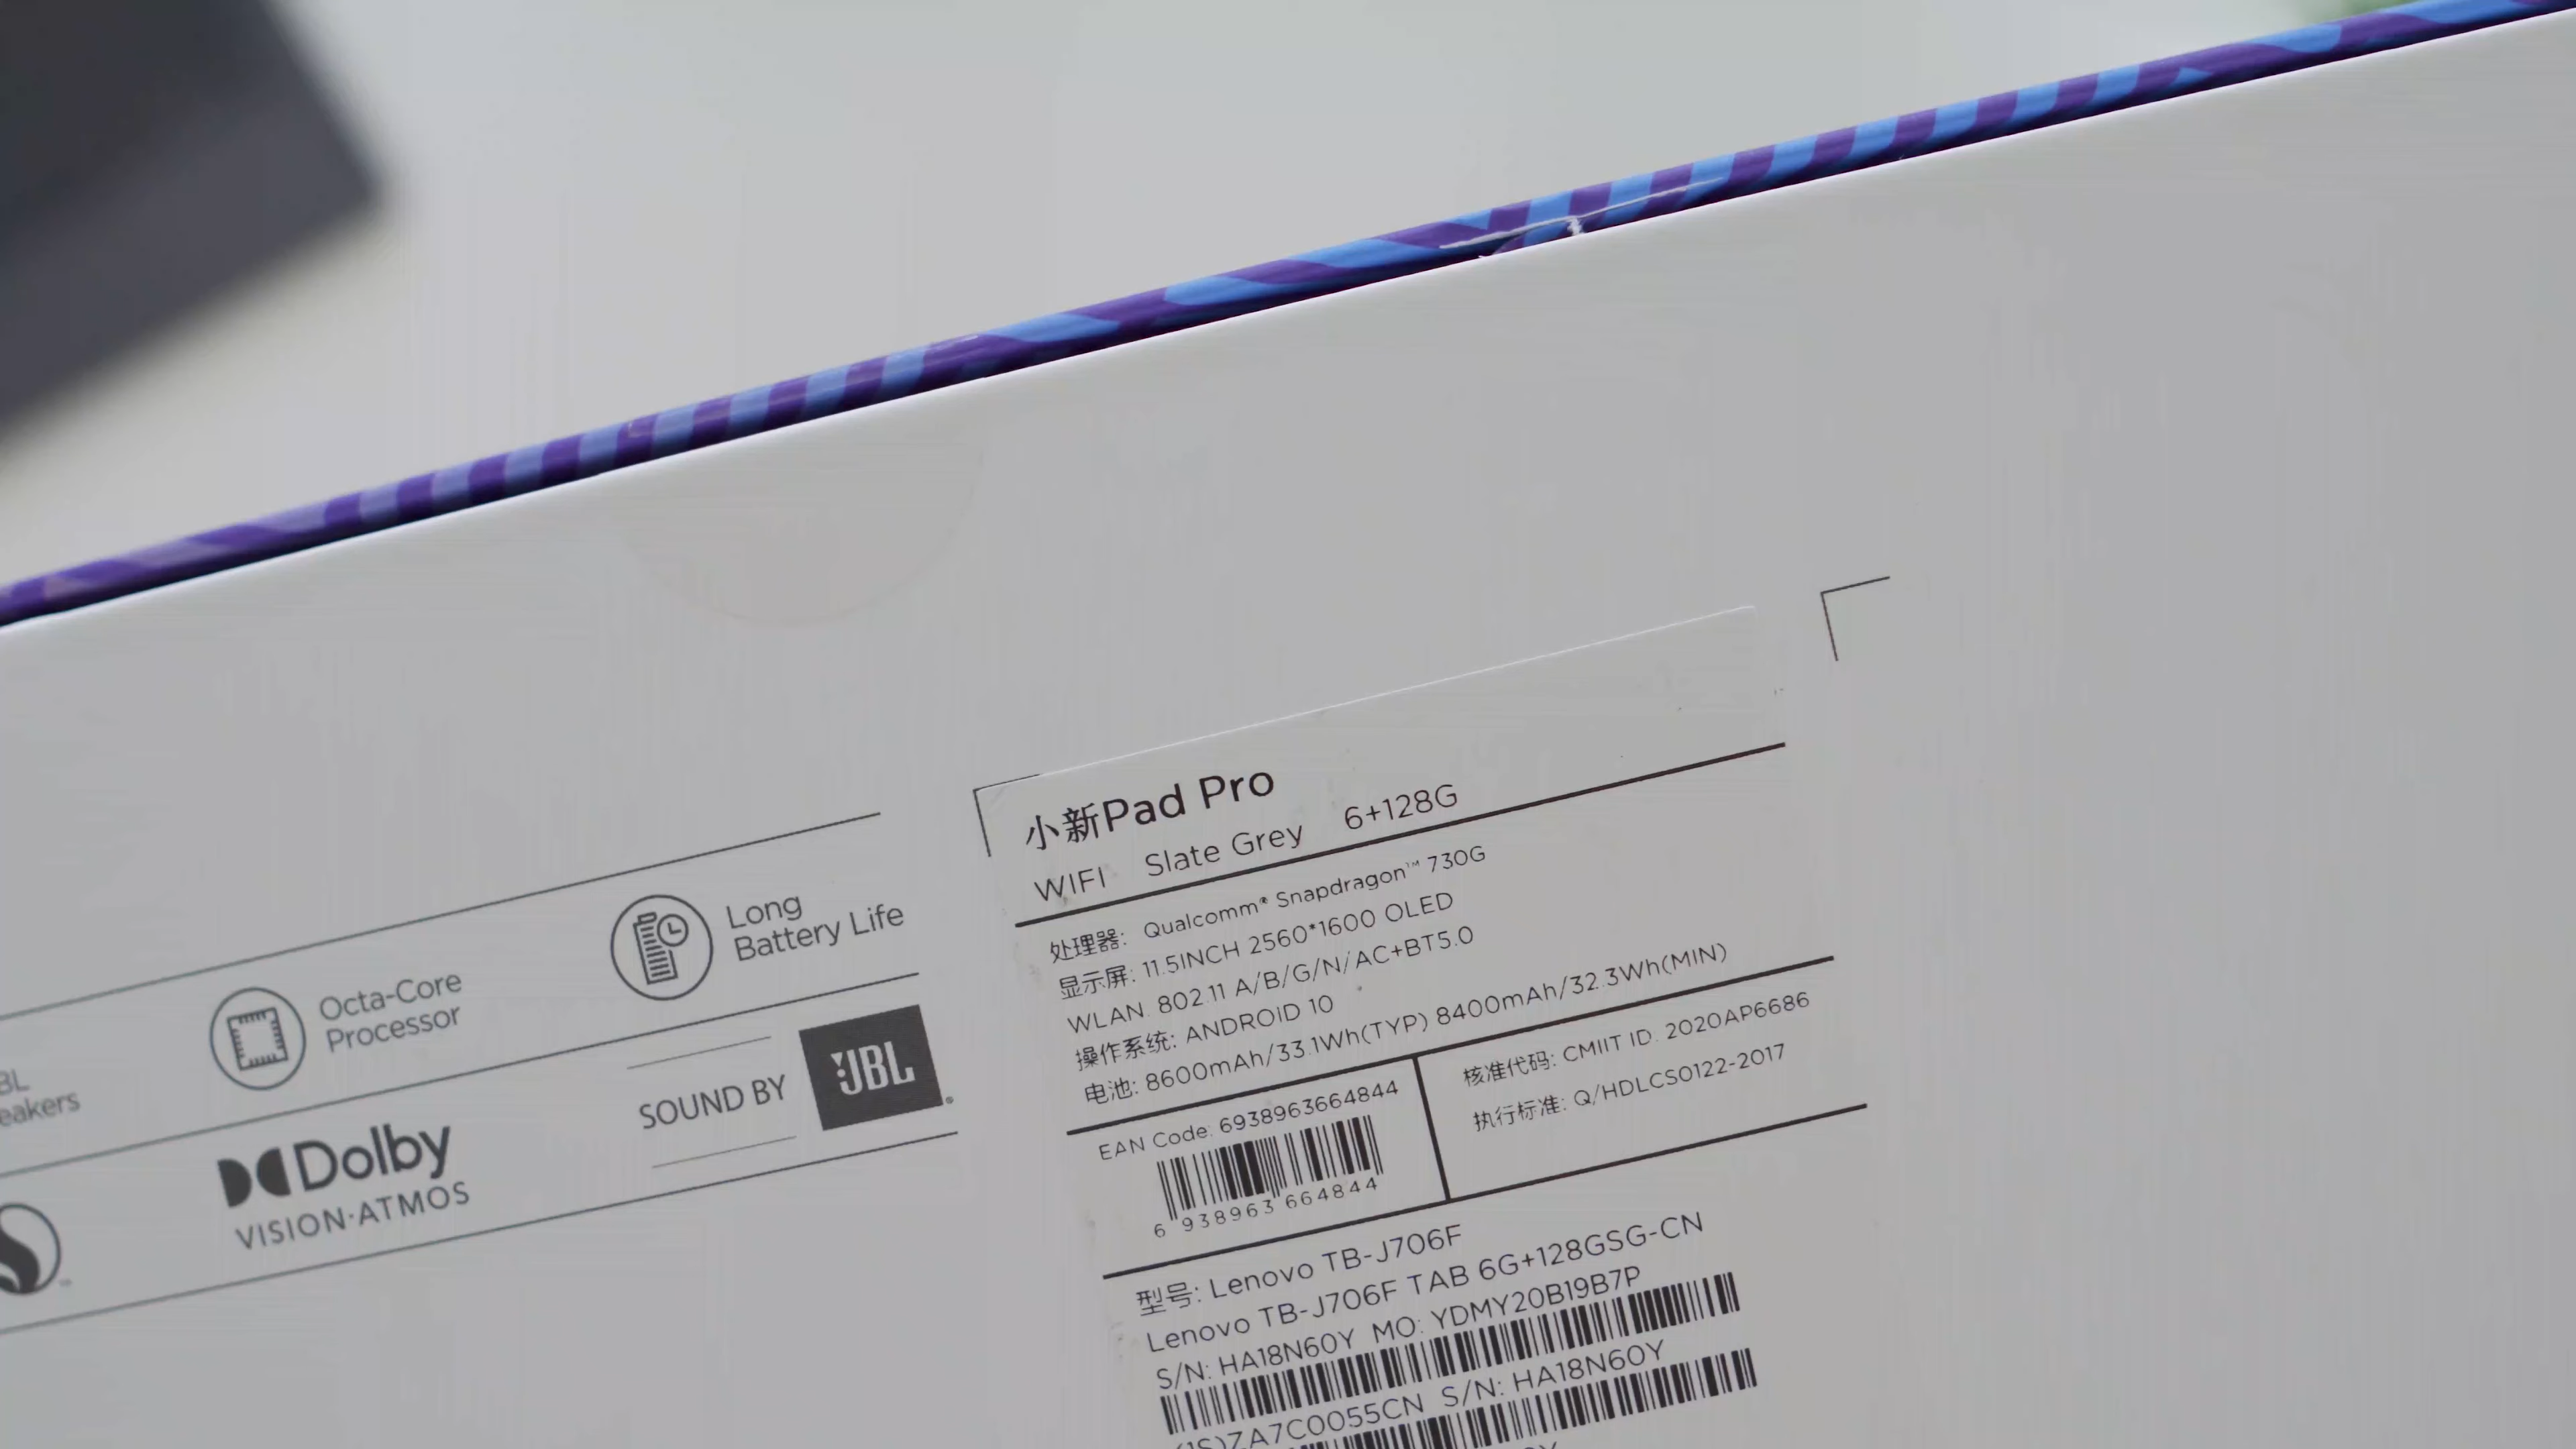 小新Pad Pro
WIFI Slate Grey 6+128G
处理器: Qualcomm® Snapdragon™ 730G
显示屏: 11.5INCH 2560*1600 OLED
WLAN: 802.11 A/B/G/N/AC+BT5.0
操作系统: ANDROID 10
电池: 8600mAh/33.1Wh(TYP) 8400mAh/32.3Wh(MIN)
EAN Code: 6938963664844
6 938963 664844
核准代码: CMIIT ID: 2020AP6686
执行标准: Q/HDLCS0122-2017
型号: Lenovo TB-J706F
Lenovo TB-J706F TAB 6G+128GSG-CN
S/N: HA18N60Y MO: YDMY20B19B7P
(1S)ZA7C0055CN S/N: HA18N60Y
Long
Battery Life
Octa-Core
Processor
BL
eakers
SOUND BY
JBL
Dolby
VISION·ATMOS